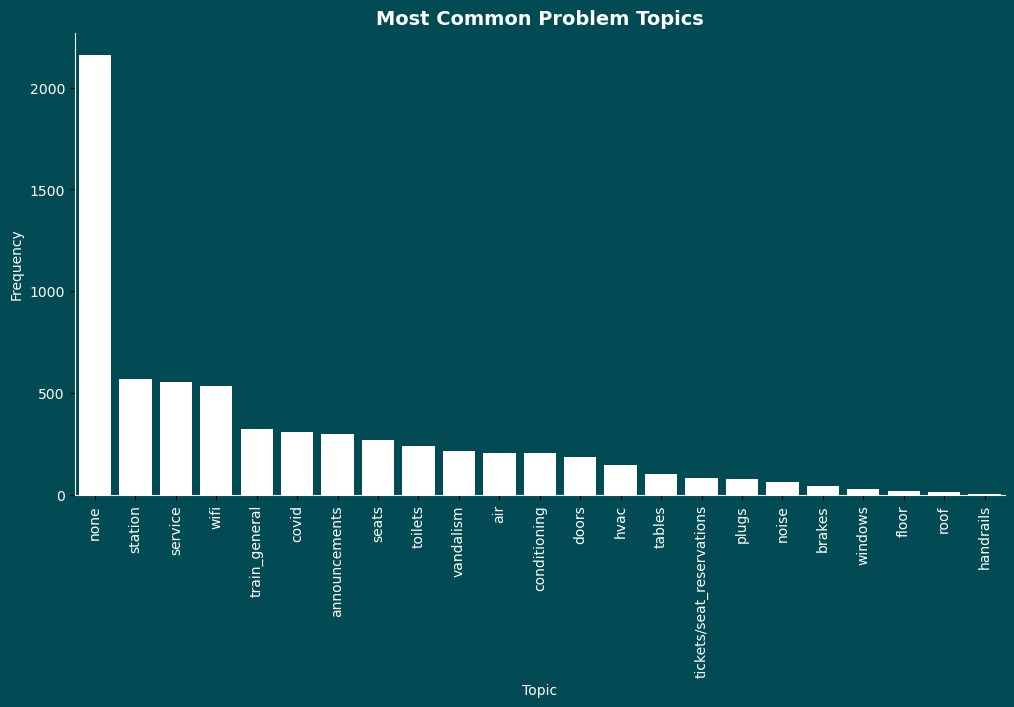 Most Common Problem Topics
Frequency
2000
1500
1000
500
0
none
station
service
wifi
train_general
covid
announcements
seats
toilets
vandalism
air
conditioning
doors
hvac
tables
tickets/seat_reservations
plugs
noise
brakes
windows
floor
roof
handrails
Topic